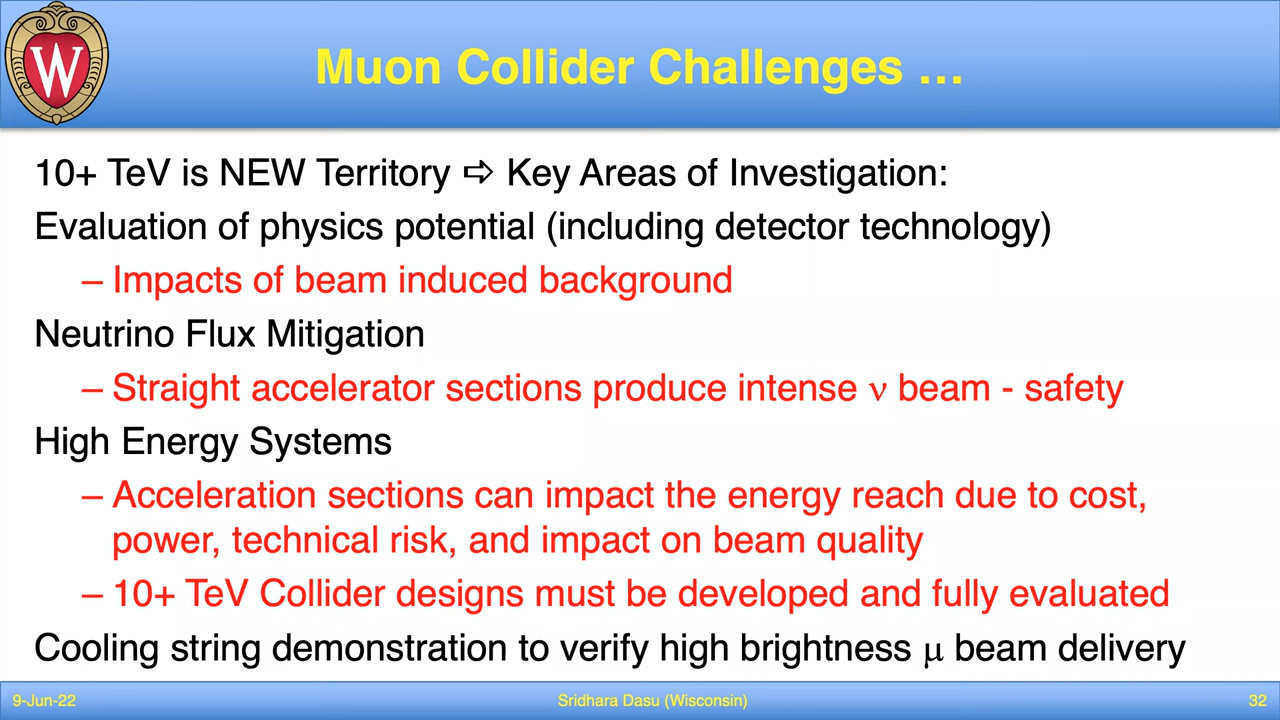 W
Muon Collider Challenges …
10+ TeV is NEW Territory ⇨ Key Areas of Investigation:
Evaluation of physics potential (including detector technology)
– Impacts of beam induced background
Neutrino Flux Mitigation
– Straight accelerator sections produce intense ν beam - safety
High Energy Systems
– Acceleration sections can impact the energy reach due to cost,
power, technical risk, and impact on beam quality
– 10+ TeV Collider designs must be developed and fully evaluated
Cooling string demonstration to verify high brightness μ beam delivery
9-Jun-22
Sridhara Dasu (Wisconsin)
32